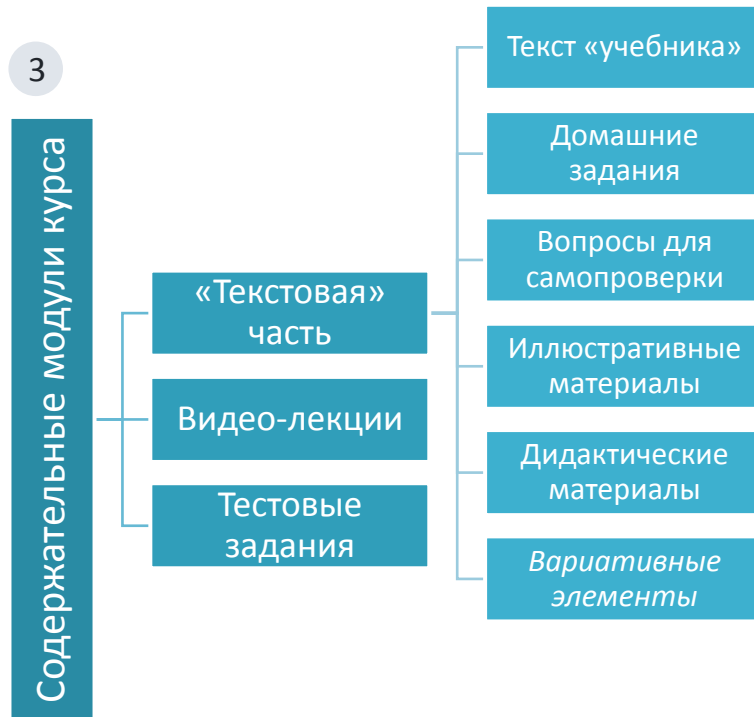 3
Содержательные модули курса
«Текстовая»
часть
Видео-лекции
Тестовые
задания
Текст «учебника»
Домашние
задания
Вопросы для
самопроверки
Иллюстративные
материалы
Дидактические
материалы
Вариативные
элементы